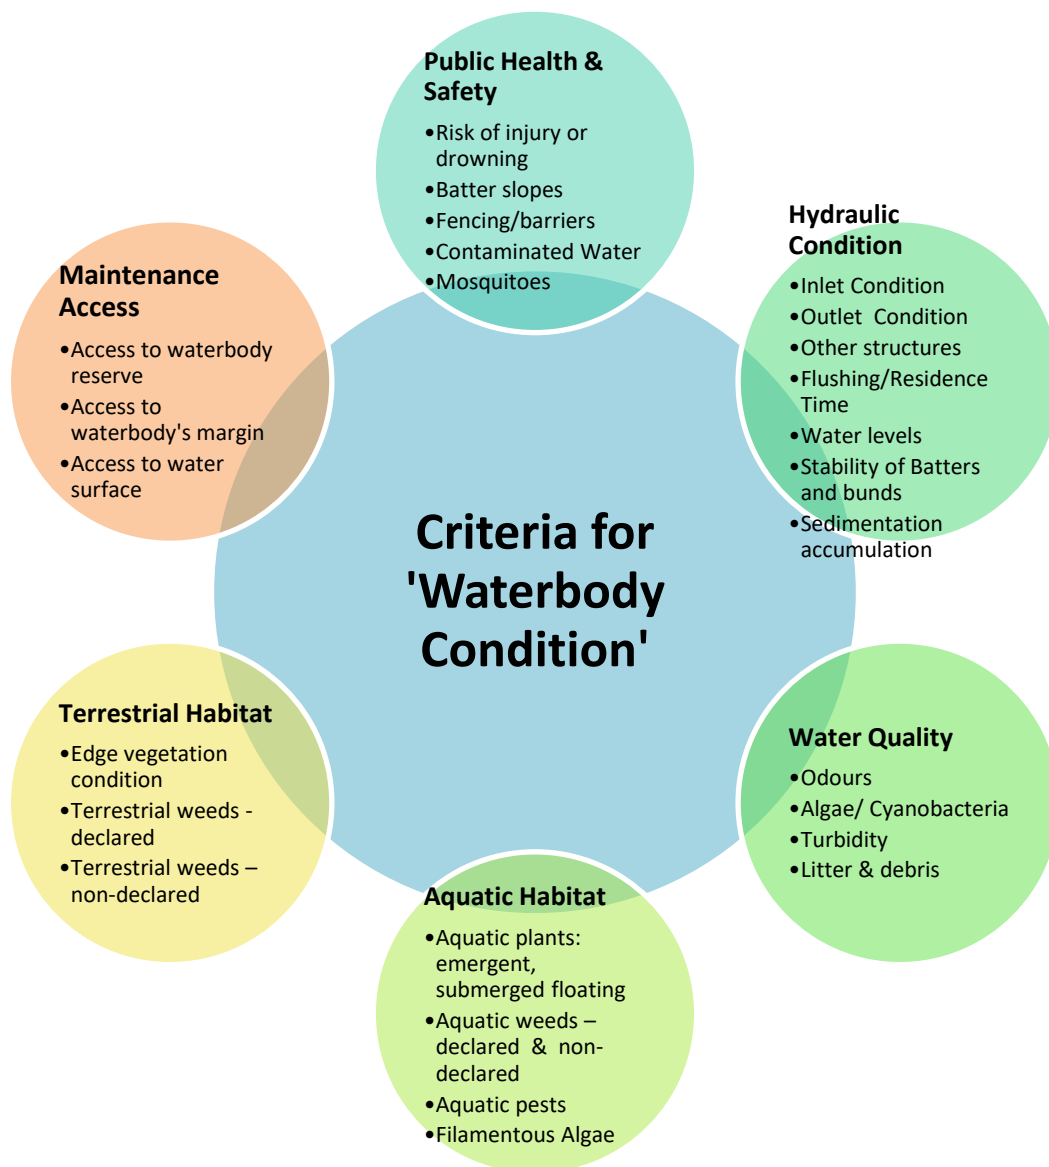 Public Health &
Safety
•Risk of injury or
drowning
•Batter slopes
•Fencing/barriers
•Contaminated Water
•Mosquitoes
Hydraulic
Condition
•Inlet Condition
•Outlet  Condition
•Other structures
•Flushing/Residence
Time
•Water levels
•Stability of Batters
and bunds
•Sedimentation
accumulation
Water Quality
•Odours
•Algae/ Cyanobacteria
•Turbidity
•Litter & debris
Aquatic Habitat
•Aquatic plants:
emergent,
submerged floating
•Aquatic weeds –
declared  &  non-
declared
•Aquatic pests
•Filamentous Algae
Terrestrial Habitat
•Edge vegetation
condition
•Terrestrial weeds -
declared
•Terrestrial weeds –
non-declared
Maintenance
Access
•Access to waterbody
reserve
•Access to
waterbody's margin
•Access to water
surface
Criteria for
'Waterbody
Condition'